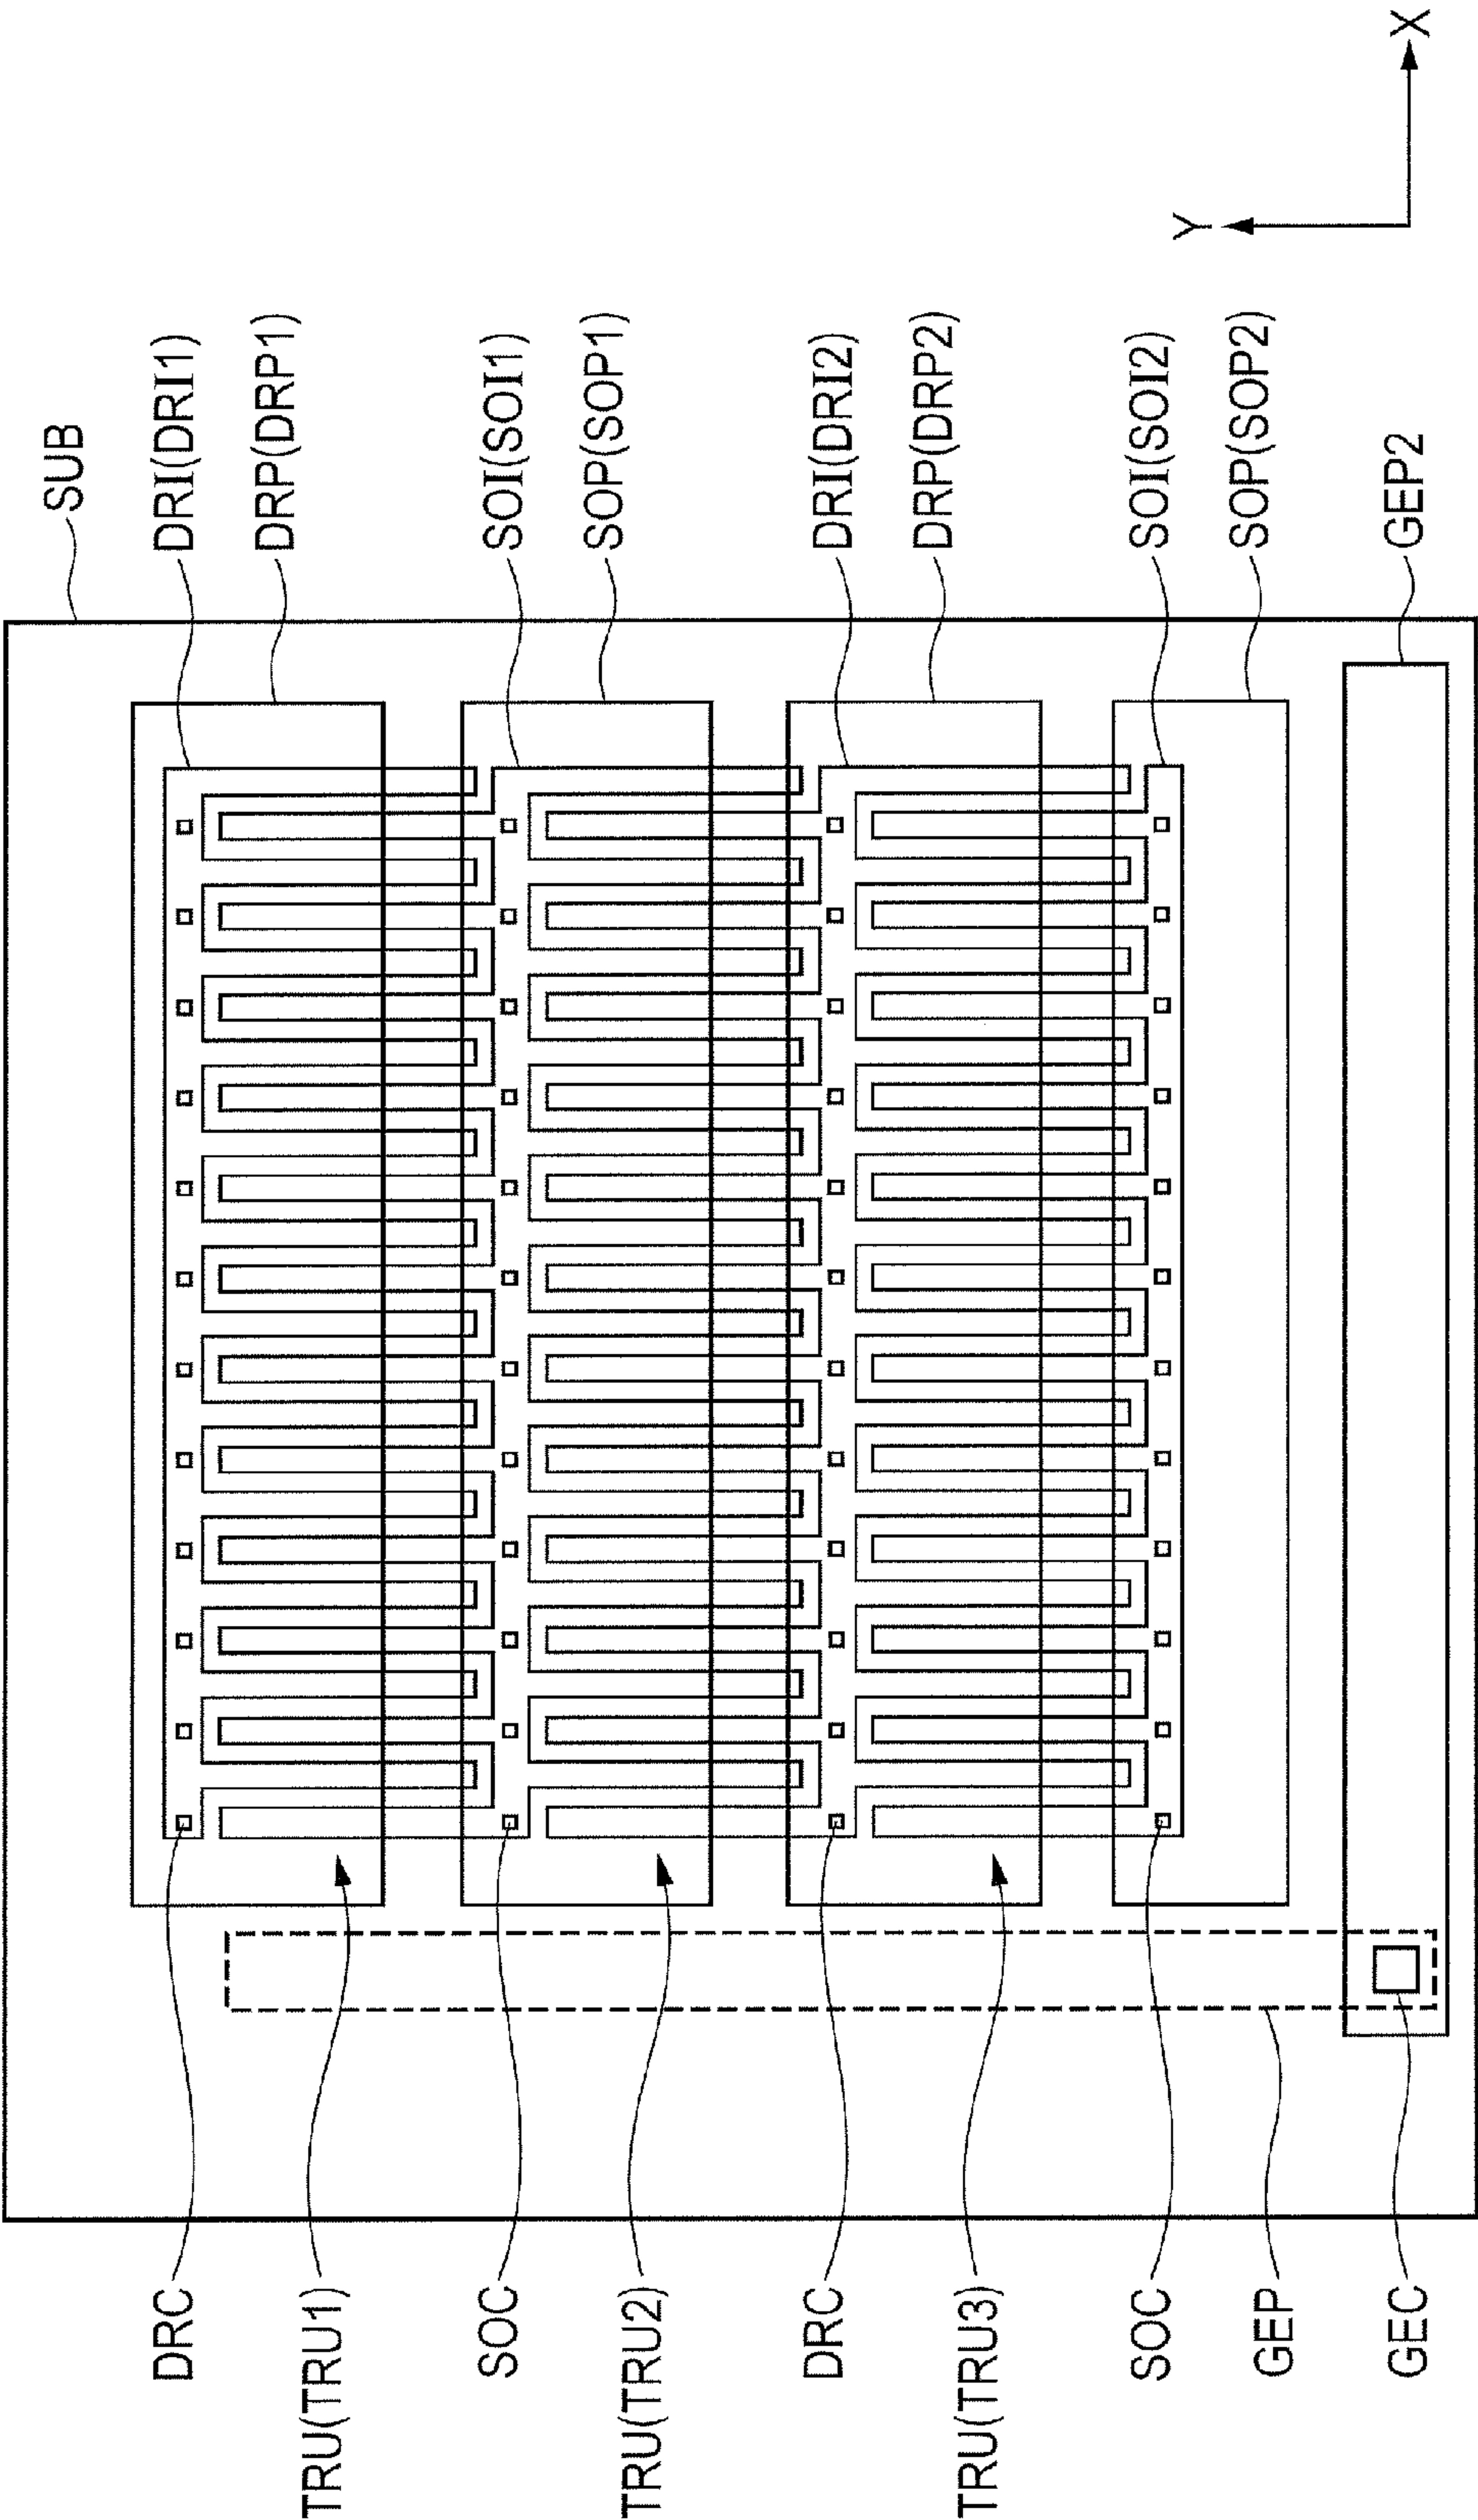 SUB
DRI(DRI1)
DRP(DRP1)
SOI(SOI1)
SOP(SOP1)
DRI(DRI2)
DRP(DRP2)
SOI(SOI2)
SOP(SOP2)
GEP2
Y
X
DRC
TRU(TRU1)
SOC
TRU(TRU2)
DRC
TRU(TRU3)
SOC
GEP
GEC